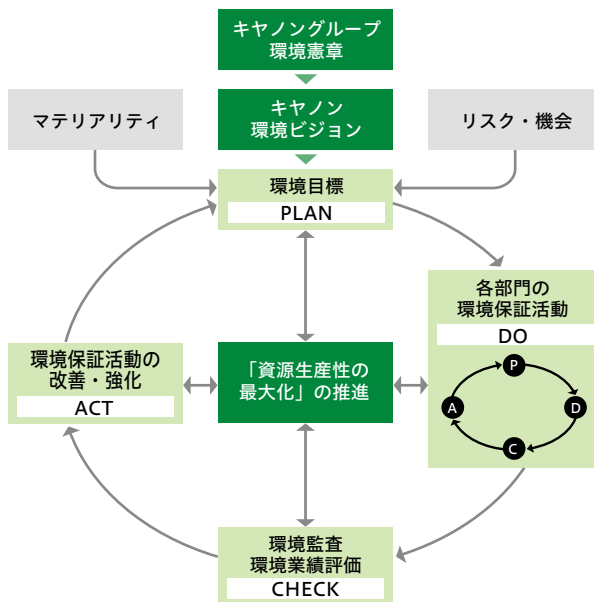 キヤノングループ
環境憲章
マテリアリティ
キヤノン
環境ビジョン
リスク・機会
環境目標
PLAN
各部門の
環境保証活動
DO
P
A
D
C
環境保証活動の
改善・強化
ACT
「資源生産性の
最大化」の推進
環境監査
環境業績評価
CHECK